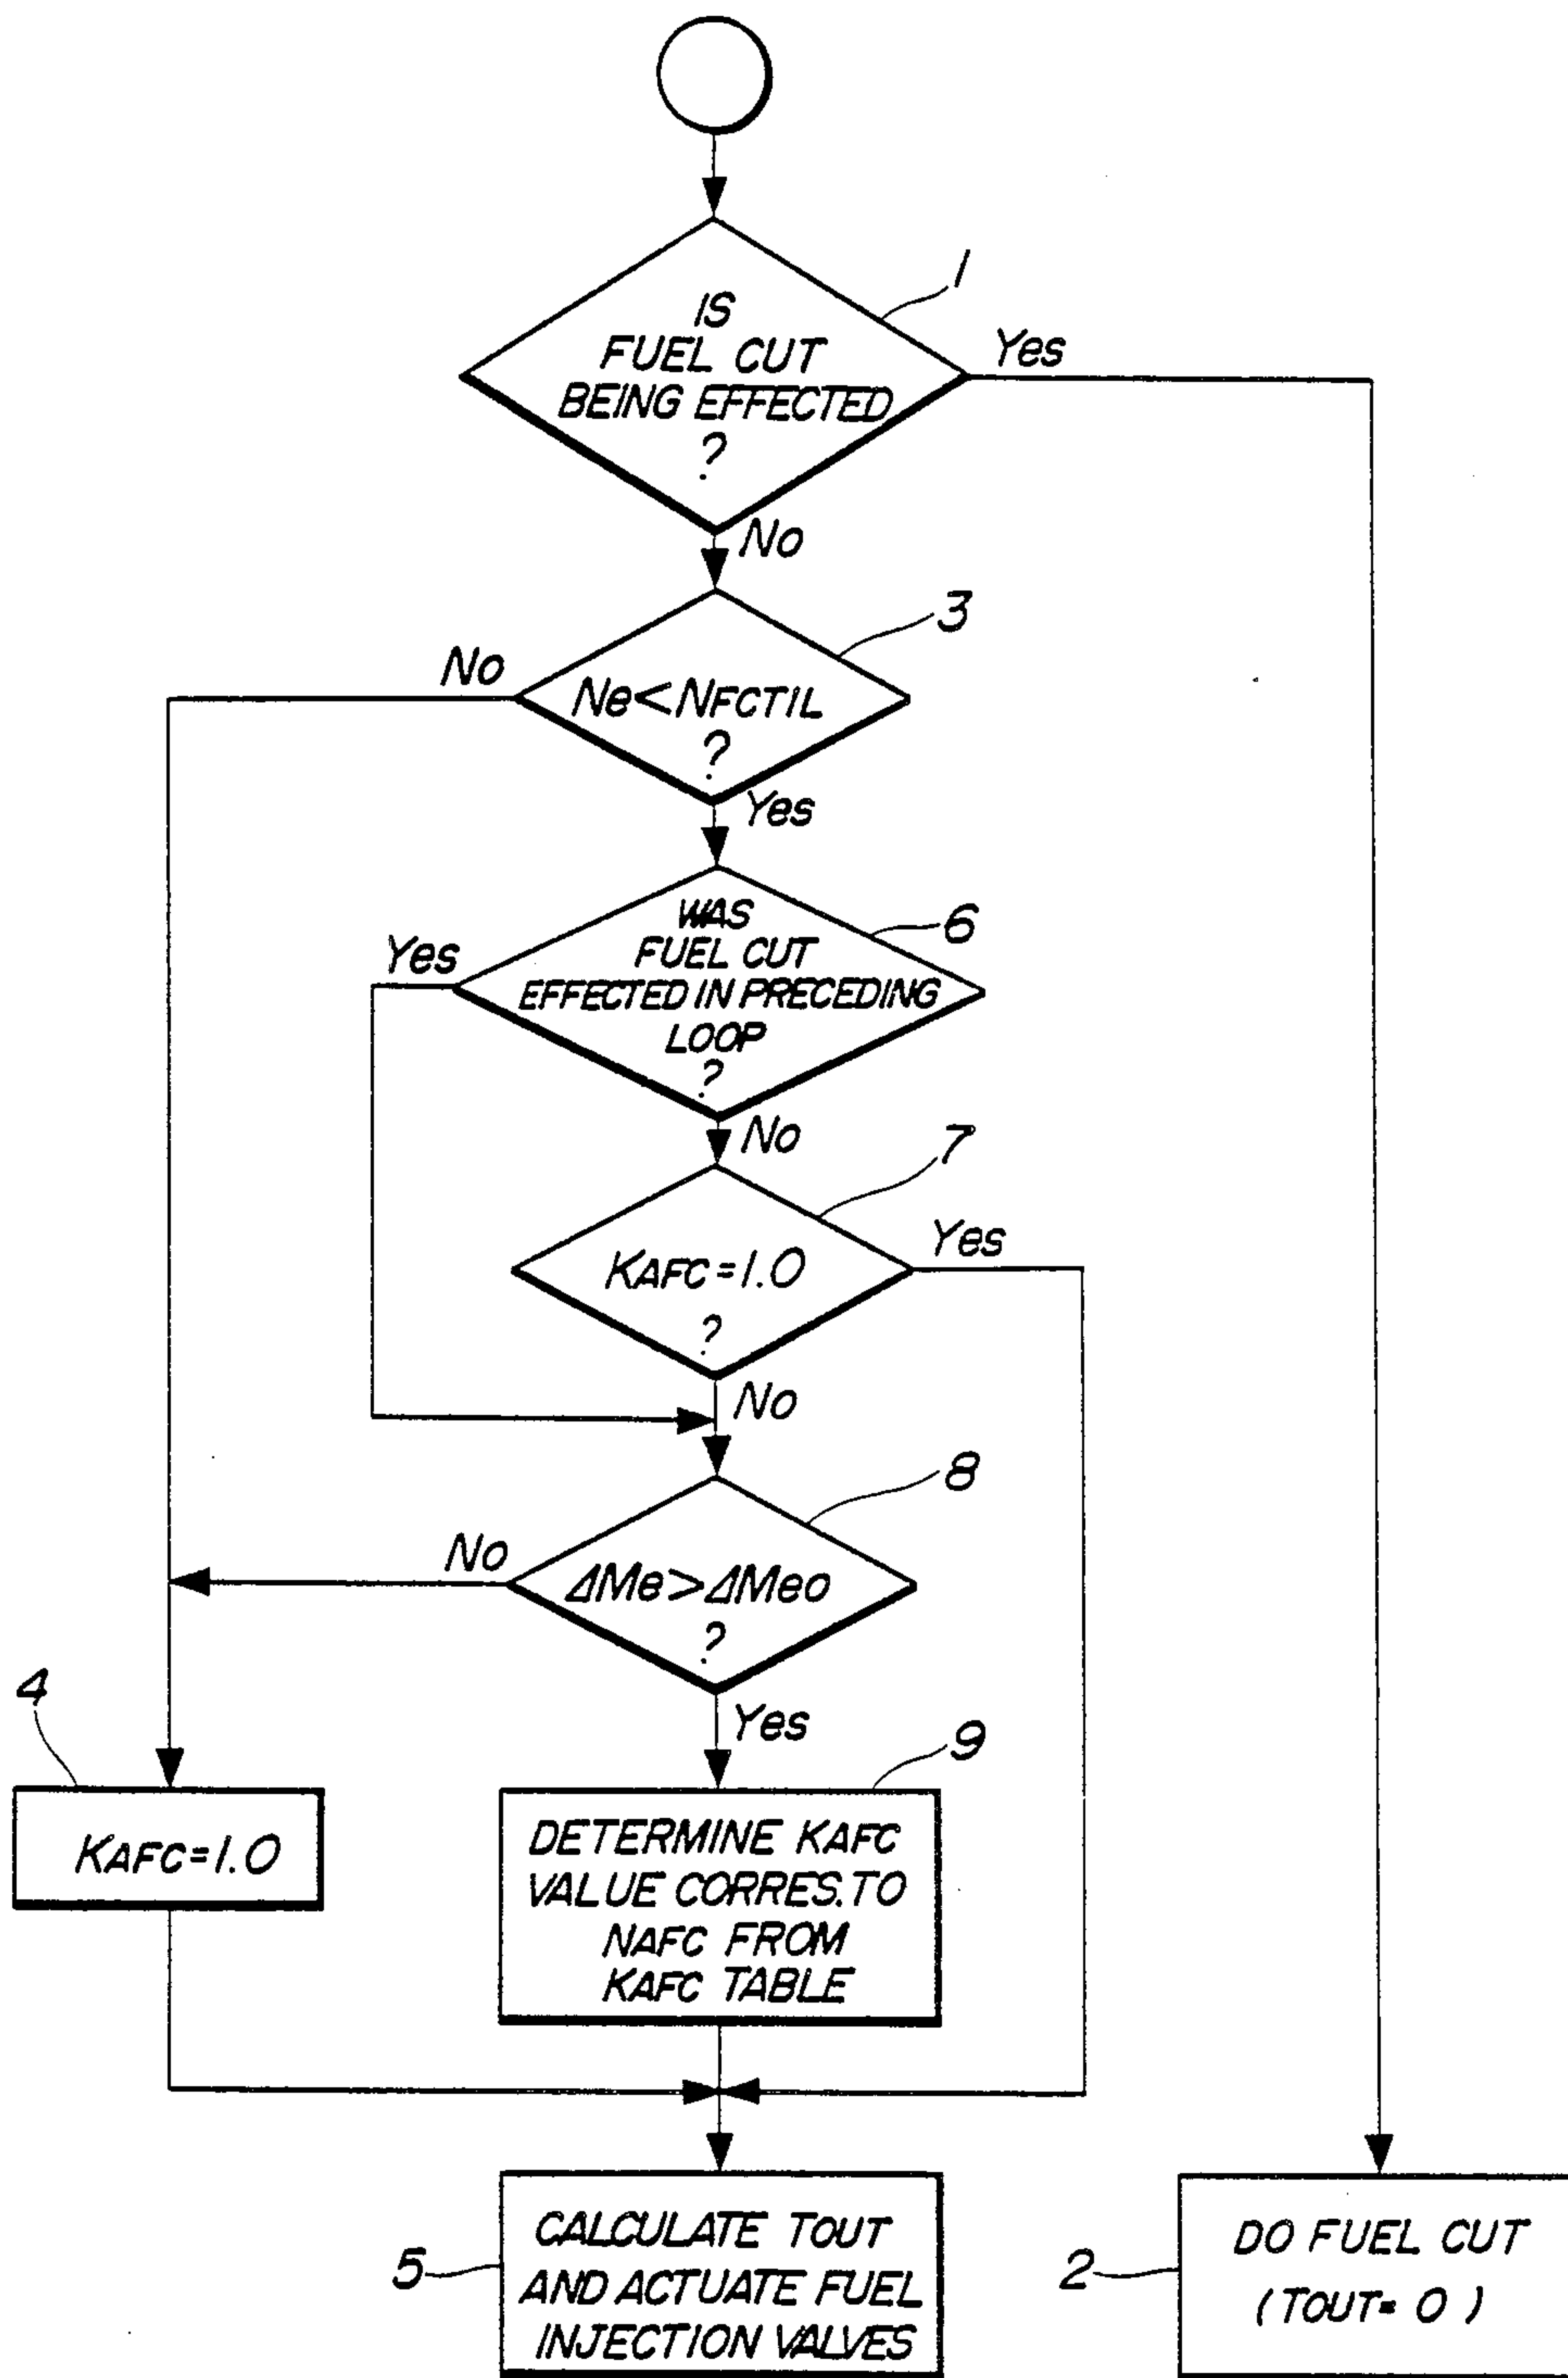 1
IS
FUEL CUT
BEING EFFECTED
?
Yes
No
3
No
Ne<NFCTIL
?
Yes
WAS
FUEL CUT
EFFECTED IN PRECEDING
LOOP
?
6
Yes
No
7
KAFC=1.0
?
Yes
No
8
No
ΔMe>ΔMeo
?
Yes
4
KAFC=1.0
9
DETERMINE KAFC
VALUE CORRES. TO
NAFC FROM
KAFC TABLE
5
CALCULATE TOUT
AND ACTUATE FUEL
INJECTION VALVES
2
DO FUEL CUT
(TOUT= 0 )